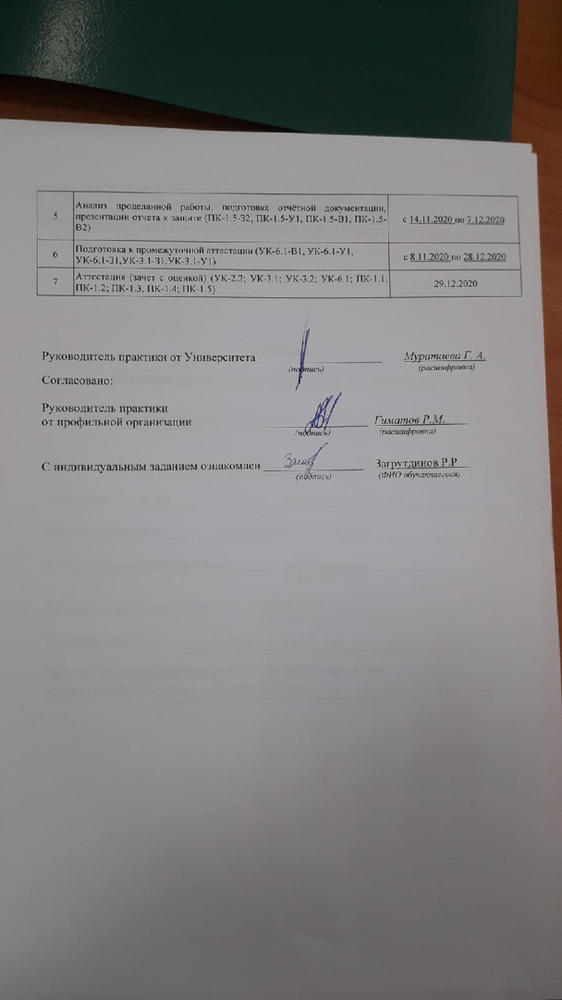 5
Анализ проделанной работы, подготовка отчётной документации,
презентации отчета к защите (ПК-1.5-З2, ПК-1.5-У1, ПК-1.5-В1, ПК-1.5-
В2)
с 14.11.2020 по 7.12.2020
6
Подготовка к промежуточной аттестации (УК-6.1-В1, УК-6.1-У1,
УК-6.1-З1,УК-3.1-З1,УК-3.1-У1)
с 8.11.2020 по 28.12.2020
7
Аттестация (зачет с оценкой) (УК-2.2; УК-3.1; УК-3.2; УК-6.1; ПК-1.1;
ПК-1.2; ПК-1.3, ПК-1.4; ПК-1.5)
29.12.2020
Руководитель практики от Университета Муратаева Г. А.
(подпись) (расшифровка)
Согласовано:
Руководитель практики
от профильной организации Гиматов Р.М.
(подпись) (расшифровка)
С индивидуальным заданием ознакомлен Загрутдинов Р.Р
(подпись) (ФИО обучающегося)